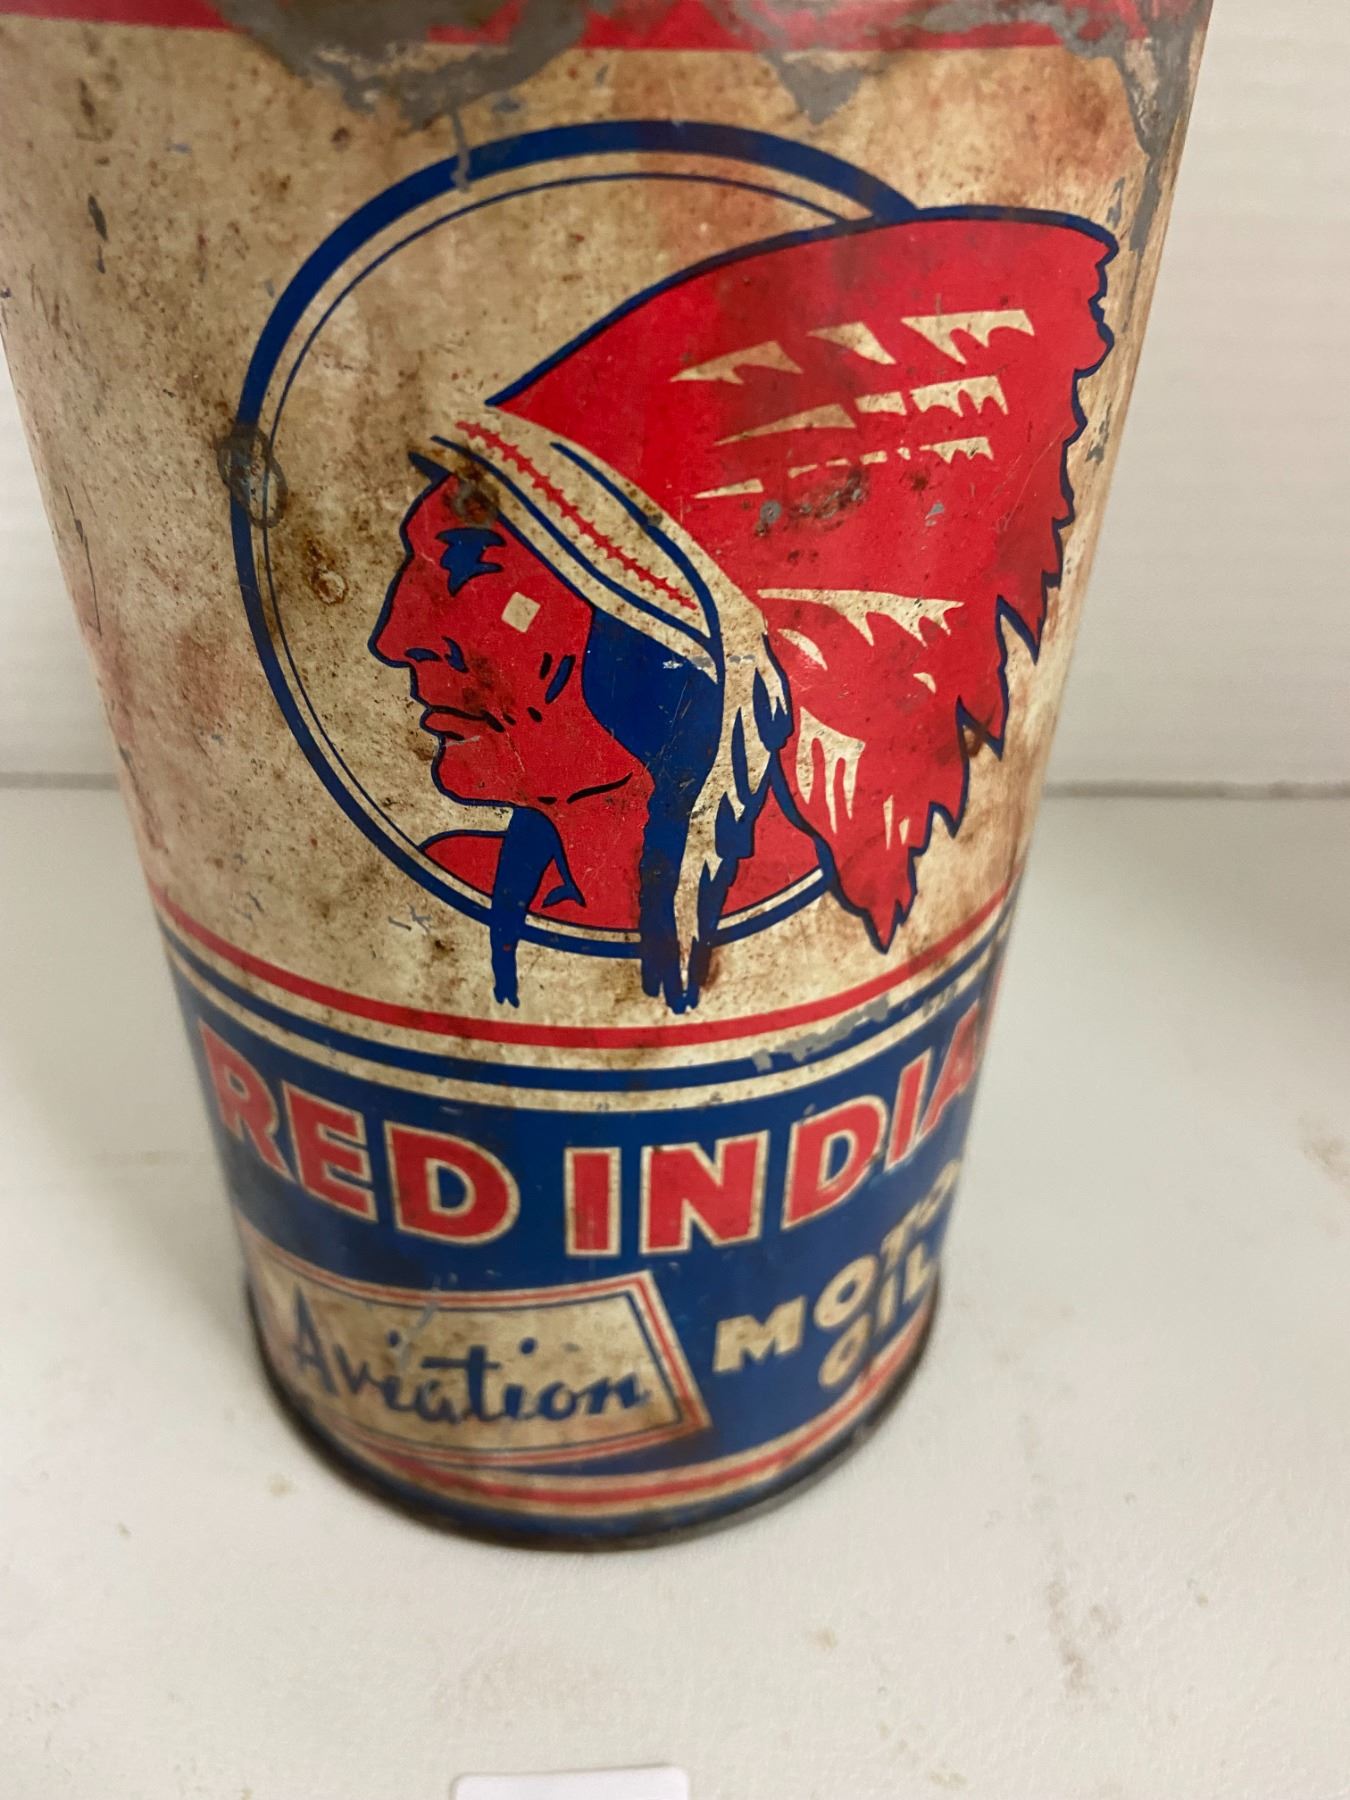 RED INDIA
Aviation
MOTO
OIL